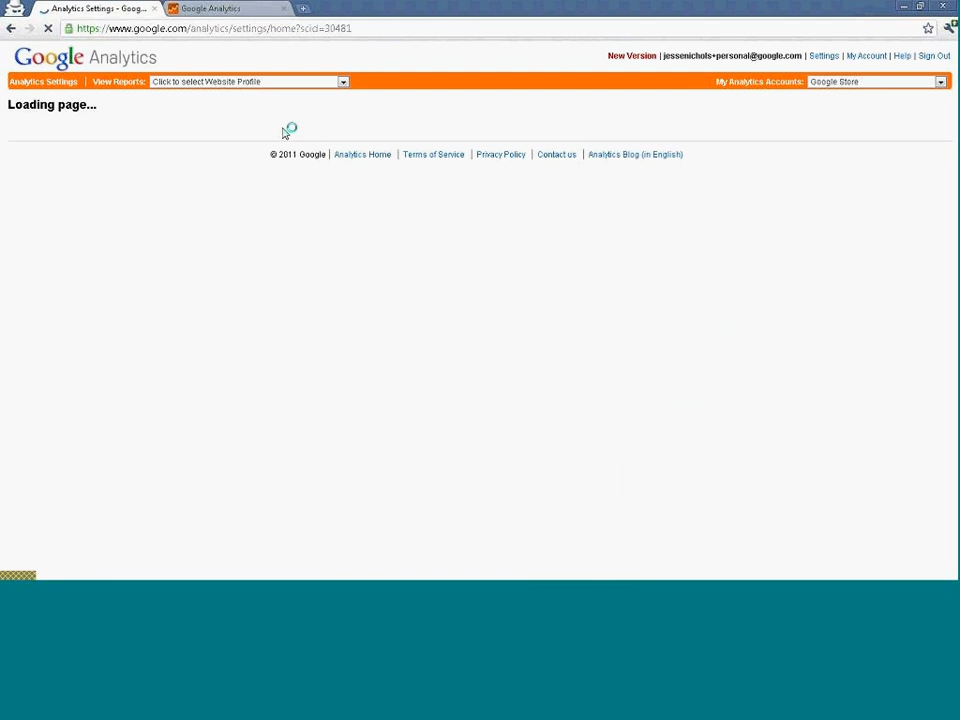 Analytics Settings - Goog...
Google Analytics
https://www.google.com/analytics/settings/home?scid=30481
Google Analytics
New Version | jessenichols+personal@google.com | Settings | My Account | Help | Sign Out
Analytics Settings | View Reports: Click to select Website Profile
My Analytics Accounts: Google Store
Loading page...
© 2011 Google | Analytics Home | Terms of Service | Privacy Policy | Contact us | Analytics Blog (in English)